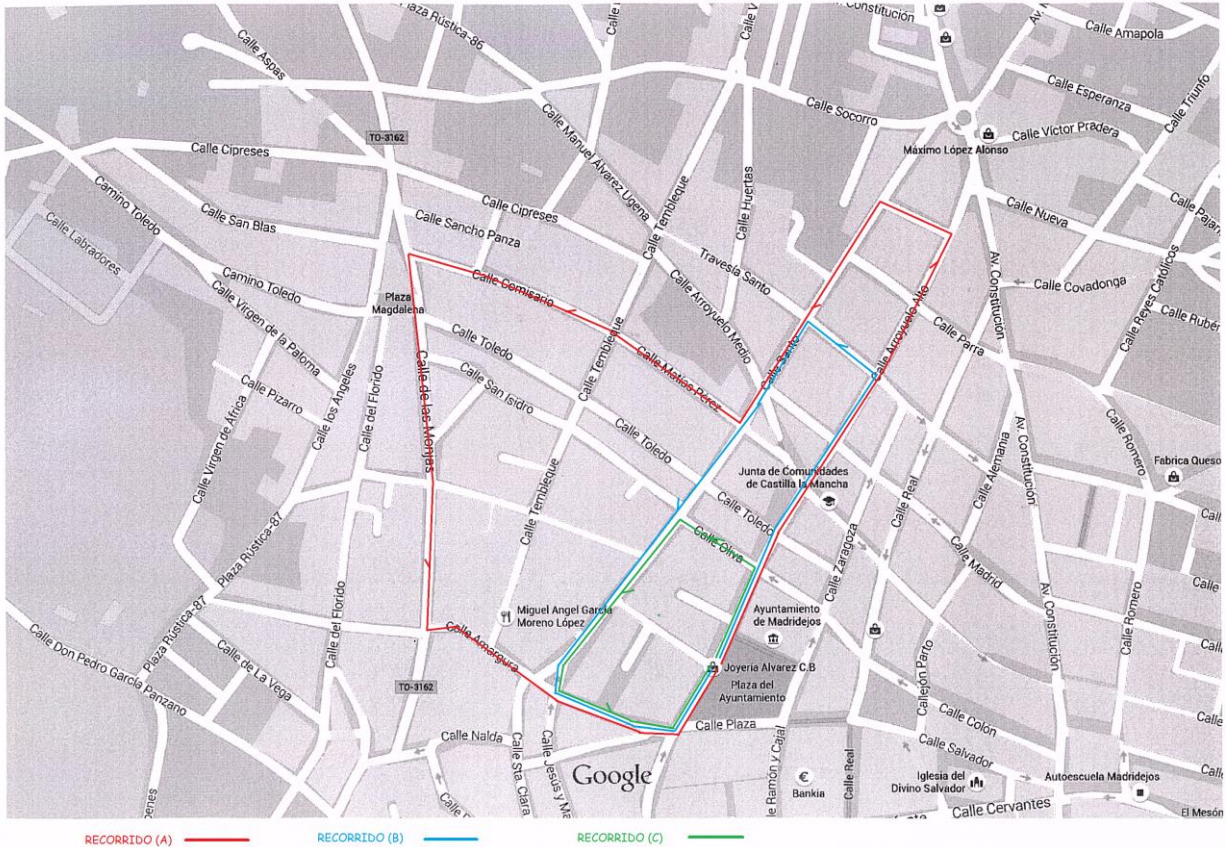 Plaza Rústica-86
Constitución
Calle Amapola
Calle Aspas
Calle Esperanza
Calle Triunfo
Calle Socorro
Calle Manuel Álvarez Ugena
TO-3162
Calle Víctor Pradera
Máximo López Alonso
Calle Cipreses
Calle Huertas
Camino Toledo
Calle Cipreses
Calle Tembleque
Calle Nueva
Calle San Blas
Calle Sancho Panza
Calle Labradores
Travesía Santo
Av. Constitución
Calle Reyes Católicos
Camino Toledo
Calle Comisario
Calle Arroyuelo Medio
Calle Arroyuelo Alto
Calle Covadonga
Plaza
Magdalena
Calle Virgen de la Paloma
Calle Toledo
Calle Tembleque
Calle Matías Pérez
Calle Santo
Calle Parra
Calle San Isidro
Calle de las Monjas
Calle Pizarro
Calle los Ángeles
Calle del Florido
Calle Virgen de África
Calle Toledo
Calle Romero
Av. Constitución
Junta de Comunidades
de Castilla la Mancha
Calle Real
Calle Alemania
Fabrica Queso
Calle Tembleque
Calle Toledo
Plaza Rústica-87
Calle Oliva
Calle Zaragoza
Calle Madrid
Calle del Florido
Miguel Angel García
Moreno López
Ayuntamiento
de Madridejos
Av. Constitución
Calle Romero
Plaza Rústica-87
Calle Amargura
Calle Don Pedro García Panzano
Calle de La Vega
Joyería Alvarez C.B
Plaza del
Ayuntamiento
Callejón Parto
TO-3162
Calle Plaza
Calle Colón
Calle Nalda
Calle Salvador
Calle Sta. Clara
Google
Calle Real
Bankia
Iglesia del
Divino Salvador
Autoescuela Madridejos
Calle Cervantes
El Mesón
RECORRIDO (A)
RECORRIDO (B)
RECORRIDO (C)